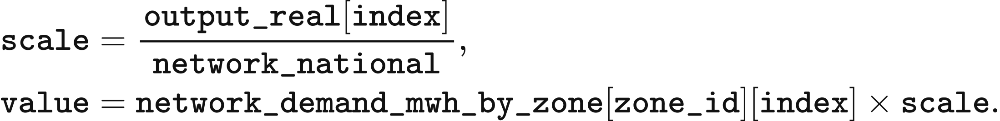 scale = output_real[index] / network_national,
value = network_demand_mwh_by_zone[zone_id][index] × scale.